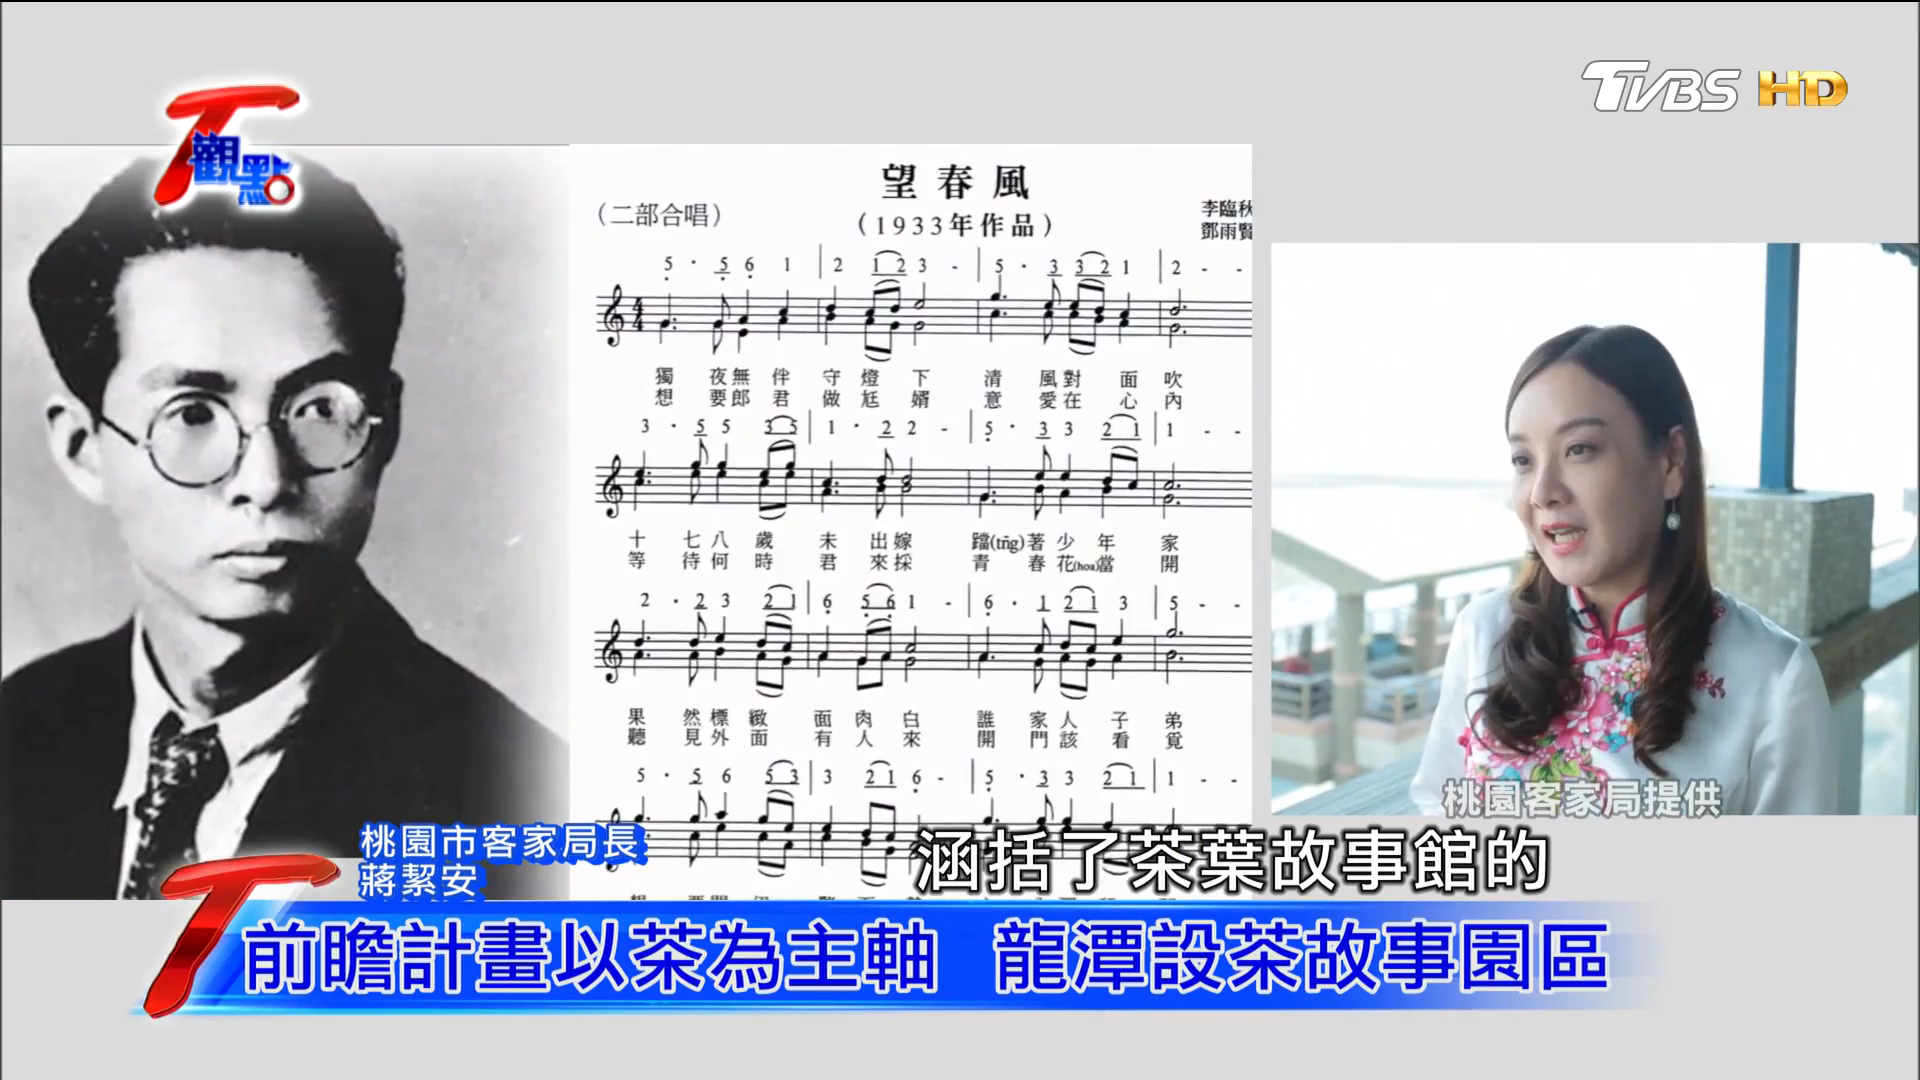 TVBS HD
T觀點
望春風
(二部合唱)
(1933年作品)
李臨秋
鄧雨賢
5 · 5 6 1 | 2 1 2 3 - | 5 · 3 3 2 1 | 2 - -
獨 夜無 伴 守 燈 下 清 風對 面 吹
想 要郎 君 做 尪 婿 意 愛在 心 內
3 · 5 5 3 5 | 1 · 2 2 - | 5 · 3 3 2 1 | 1 - -
十 七八 歲 未 出嫁 蹫(tn̄g)著 少 年 家
等 待何 時 君 來採 青 春 花(hoa)當 開
2 · 2 3 2 1 | 6 5 6 1 - | 6 · 1 2 1 3 | 5 - -
果 然標 緻 面 肉 白 誰 家人 子 弟
聽 見外 面 有 人 來 開 門該 看 覓
5 · 5 6 5 3 | 3 2 1 6 - | 5 · 3 3 2 1 | 1 - -
桃園客家局提供
桃園市客家局長
蔣絜安
涵括了茶葉故事館的
前瞻計畫以茶為主軸 龍潭設茶故事園區